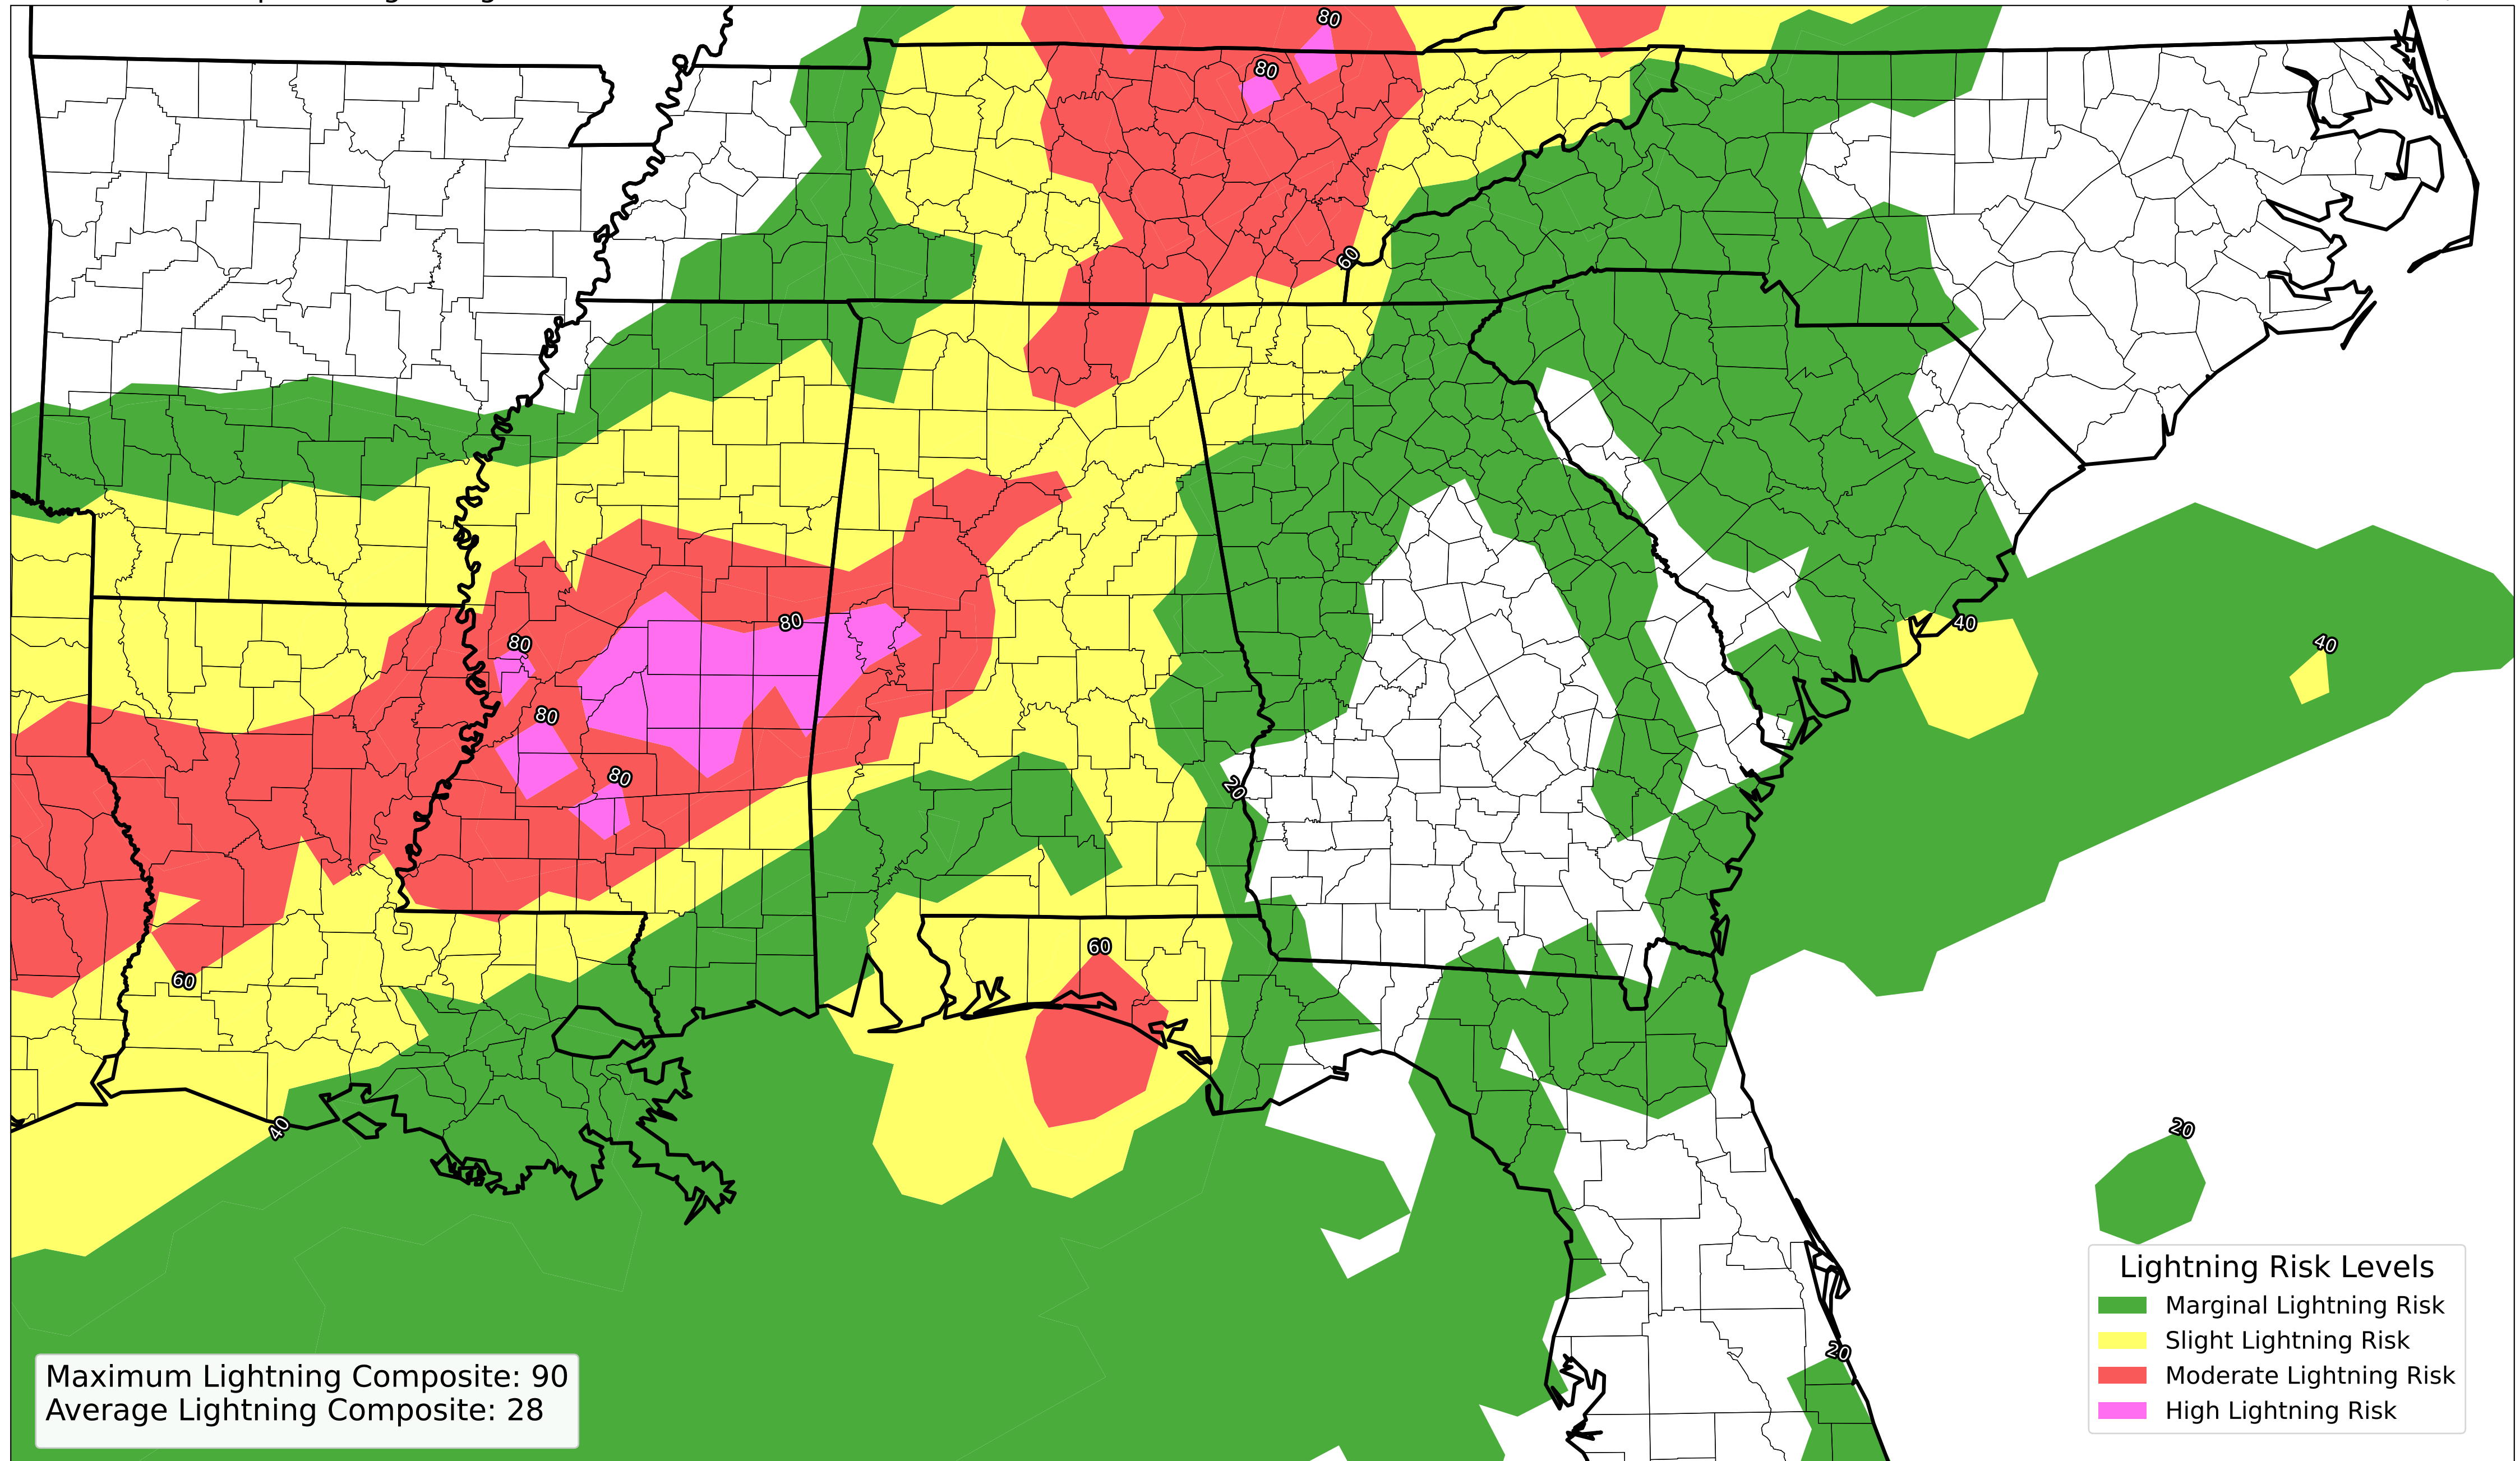 80
80
60
80
80
80
80
60
20
40
40
60
40
20
20
Lightning Risk Levels
Marginal Lightning Risk
Slight Lightning Risk
Moderate Lightning Risk
High Lightning Risk
Maximum Lightning Composite: 90
Average Lightning Composite: 28